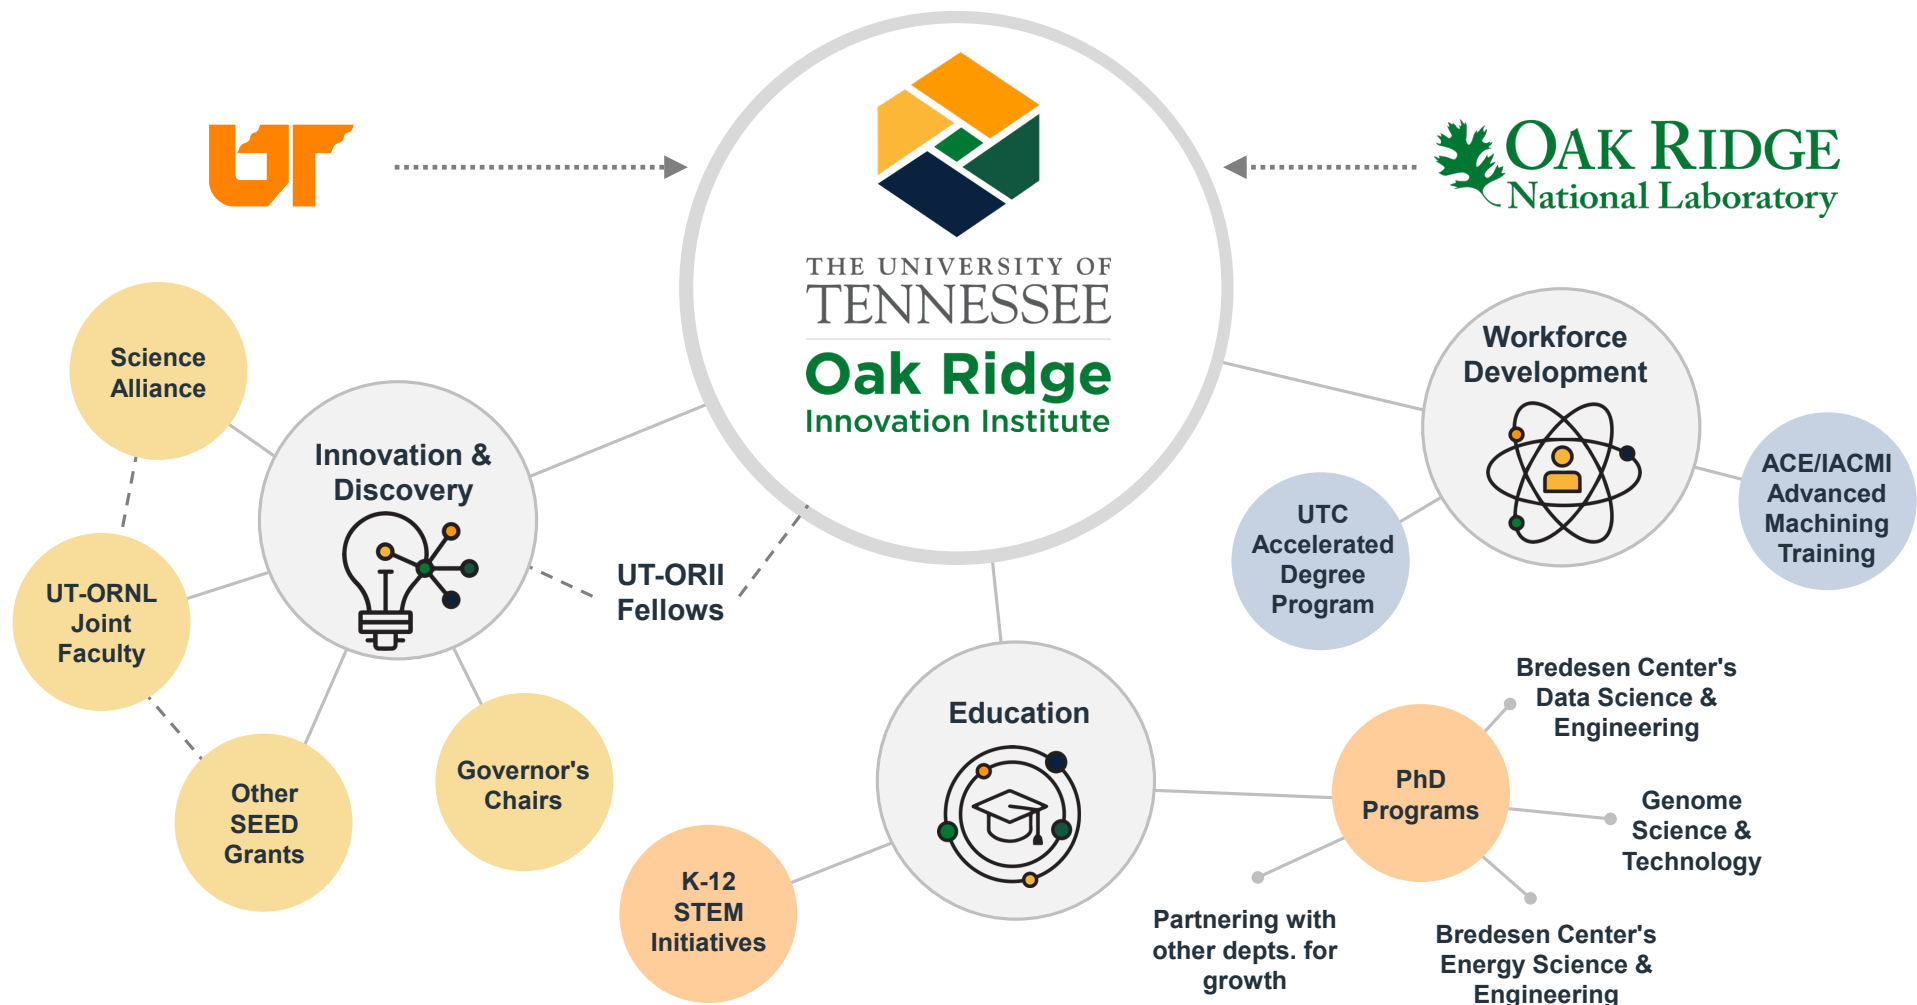 UT
THE UNIVERSITY OF
TENNESSEE
Oak Ridge
Innovation Institute
OAK RIDGE
National Laboratory
Science
Alliance
Innovation &
Discovery
UT-ORNL
Joint
Faculty
Other
SEED
Grants
Governor's
Chairs
UT-ORII
Fellows
Workforce
Development
UTC
Accelerated
Degree
Program
ACE/IACMI
Advanced
Machining
Training
Education
K-12
STEM
Initiatives
PhD
Programs
Bredesen Center's
Data Science &
Engineering
Genome
Science &
Technology
Bredesen Center's
Energy Science &
Engineering
Partnering with
other depts. for
growth